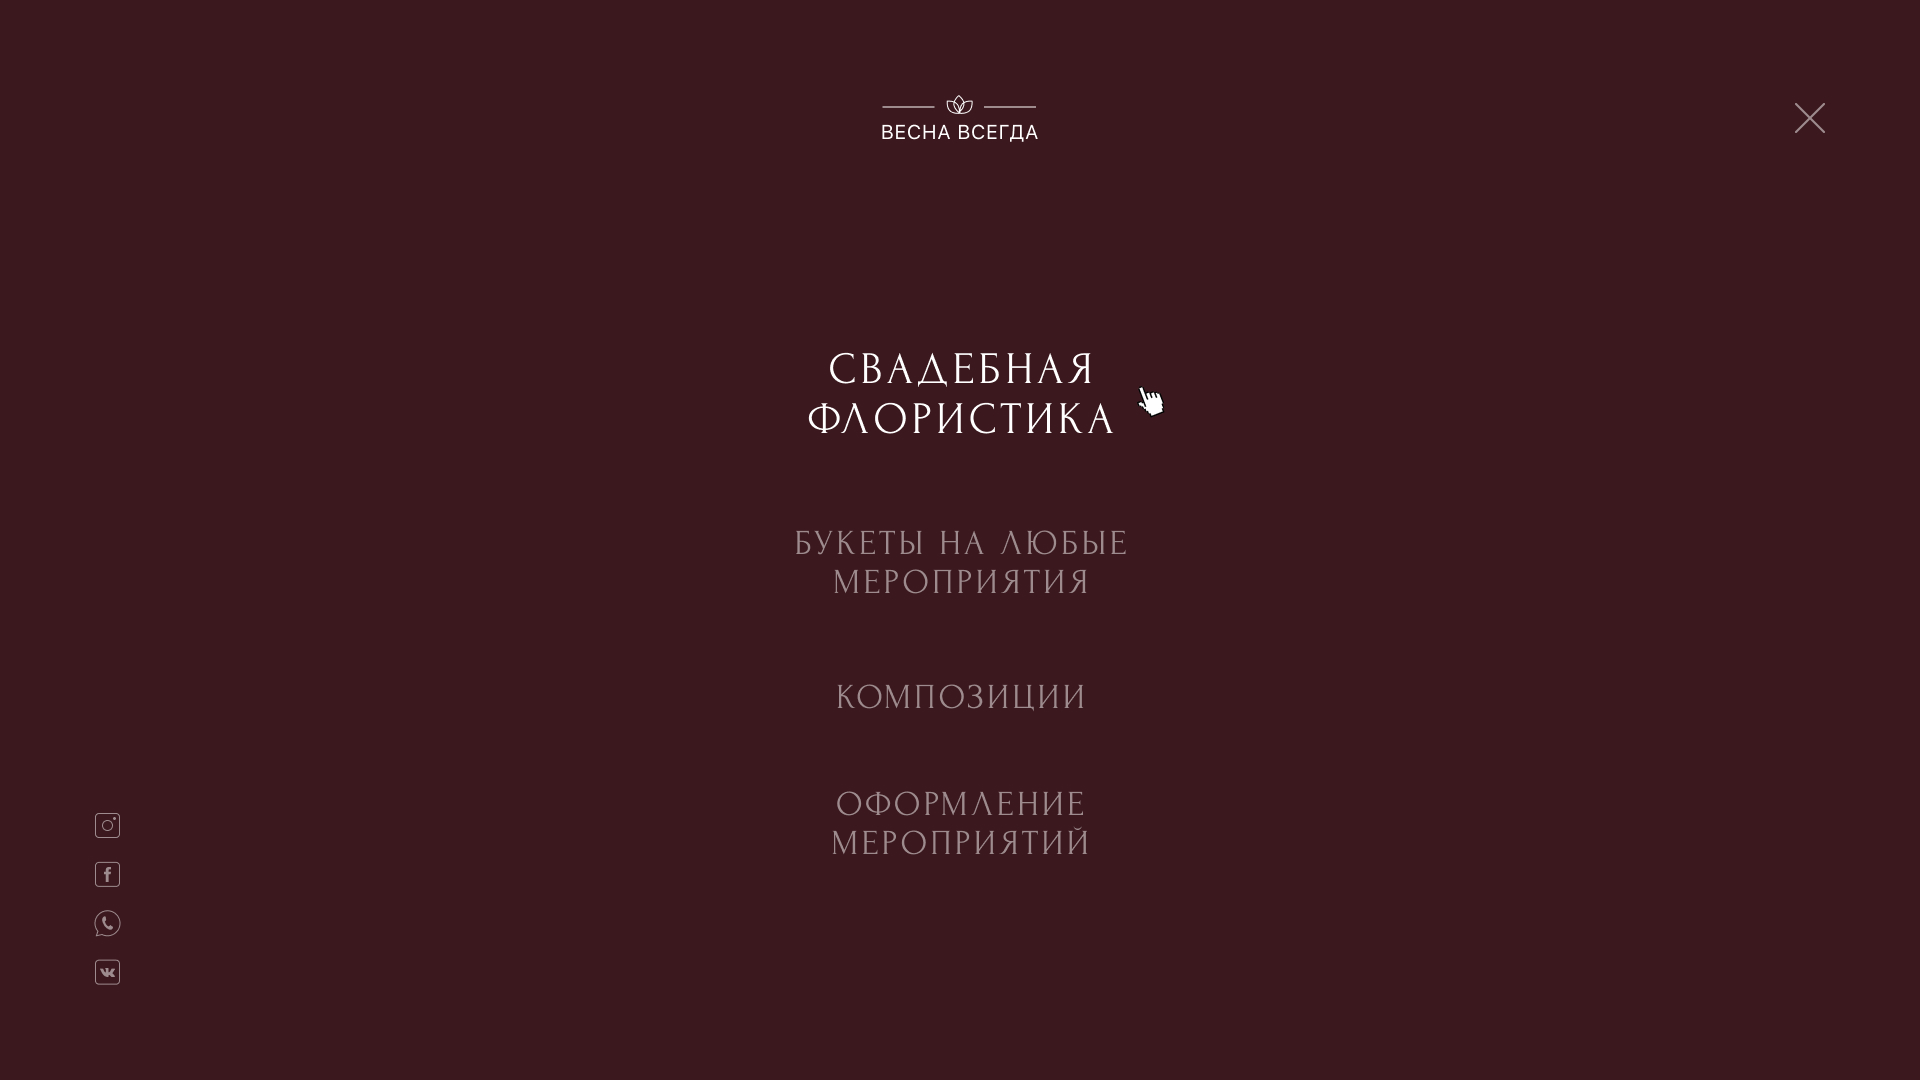 ВЕСНА ВСЕГДА
СВАДЕБНАЯ
ФЛОРИСТИКА
БУКЕТЫ НА ЛЮБЫЕ
МЕРОПРИЯТИЯ
КОМПОЗИЦИИ
ОФОРМЛЕНИЕ
МЕРОПРИЯТИЙ